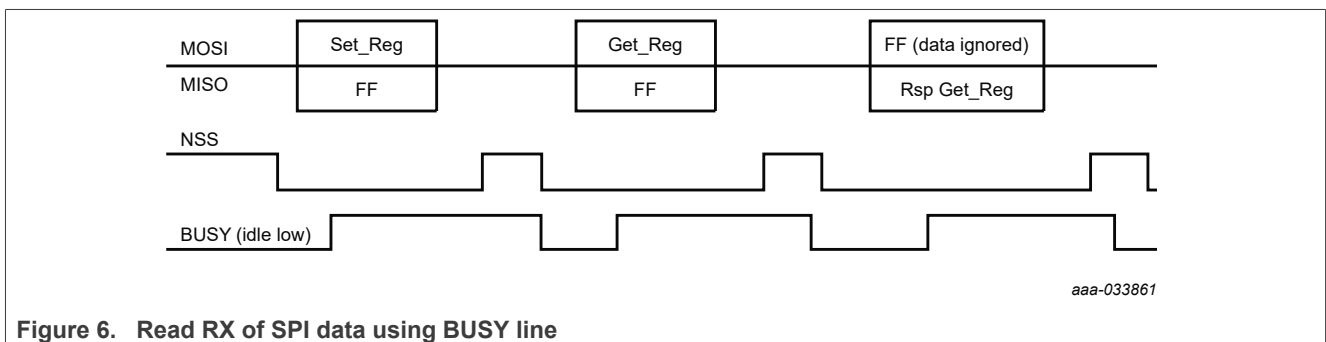 MOSI
Set_Reg
Get_Reg
FF (data ignored)
MISO
FF
FF
Rsp Get_Reg
NSS
BUSY (idle low)
aaa-033861
Figure 6. Read RX of SPI data using BUSY line